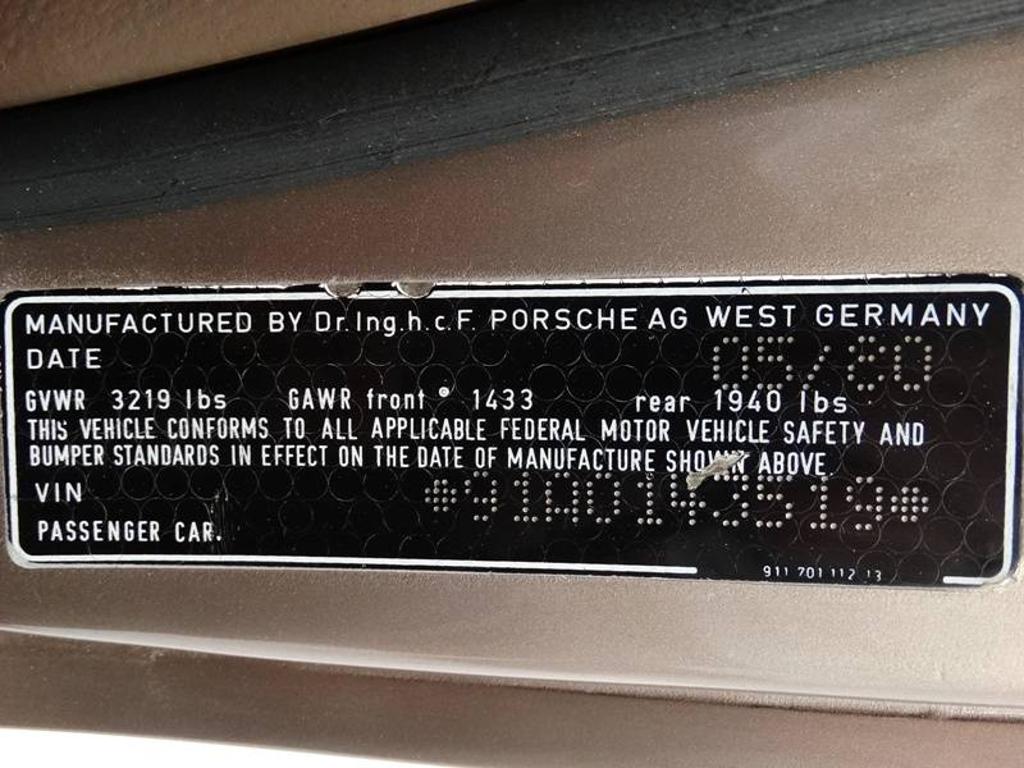 MANUFACTURED BY Dr.Ing.h.c.F. PORSCHE AG WEST GERMANY
DATE 05/80
GVWR 3219 lbs GAWR front 1433 rear 1940 lbs
THIS VEHICLE CONFORMS TO ALL APPLICABLE FEDERAL MOTOR VEHICLE SAFETY AND
BUMPER STANDARDS IN EFFECT ON THE DATE OF MANUFACTURE SHOWN ABOVE.
VIN *91A0143519*
PASSENGER CAR.
911 701 112 13